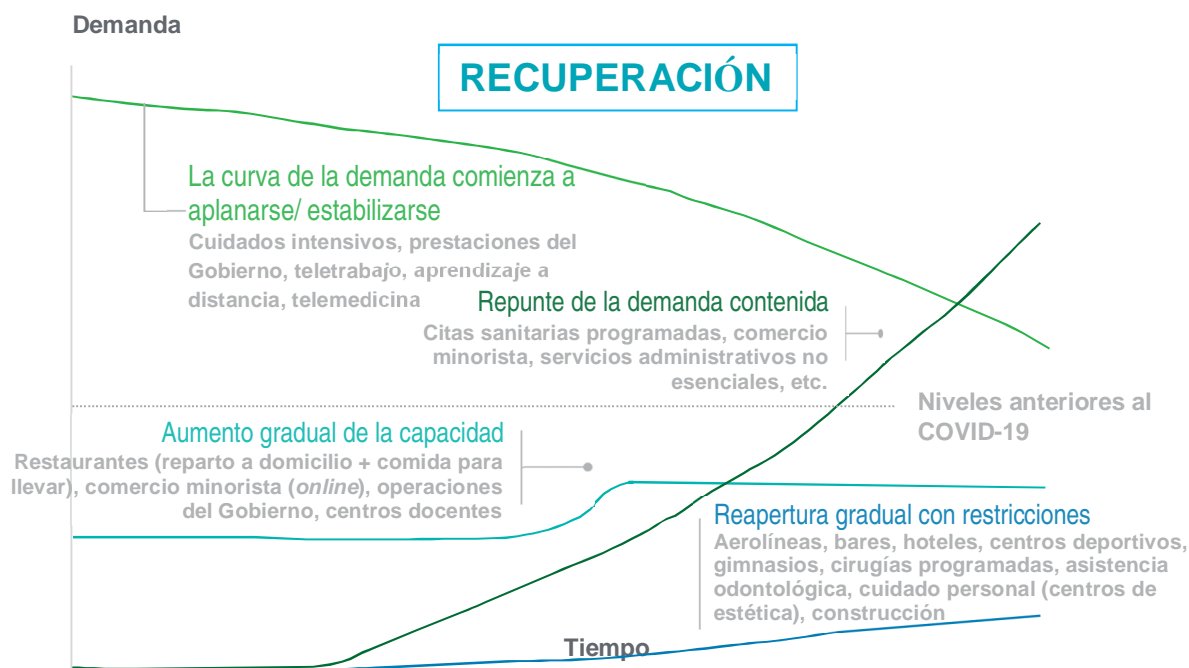 Demanda
RECUPERACIÓN
La curva de la demanda comienza a
aplanarse/ estabilizarse
Cuidados intensivos, prestaciones del
Gobierno, teletrabajo, aprendizaje a
distancia, telemedicina
Repunte de la demanda contenida
Citas sanitarias programadas, comercio
minorista, servicios administrativos no
esenciales, etc.
Niveles anteriores al
COVID-19
Aumento gradual de la capacidad
Restaurantes (reparto a domicilio + comida para
llevar), comercio minorista (online), operaciones
del Gobierno, centros docentes
Reapertura gradual con restricciones
Aerolíneas, bares, hoteles, centros deportivos,
gimnasios, cirugías programadas, asistencia
odontológica, cuidado personal (centros de
estética), construcción
Tiempo